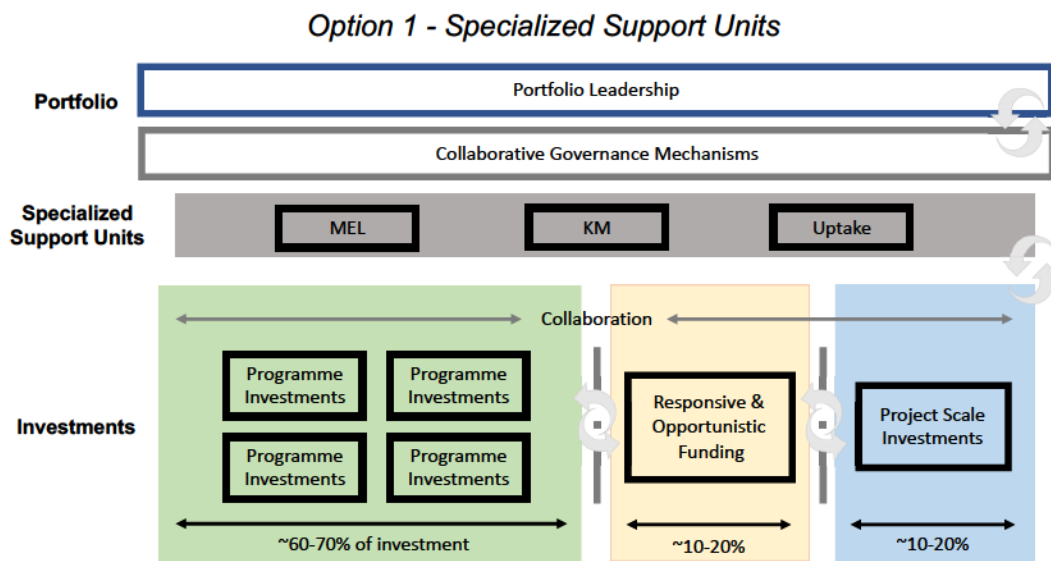 Option 1 - Specialized Support Units
Portfolio
Portfolio Leadership
Collaborative Governance Mechanisms
Specialized
Support Units
MEL
KM
Uptake
Collaboration
Investments
Programme
Investments
Programme
Investments
Programme
Investments
Programme
Investments
Responsive &
Opportunistic
Funding
Project Scale
Investments
~60-70% of investment
~10-20%
~10-20%